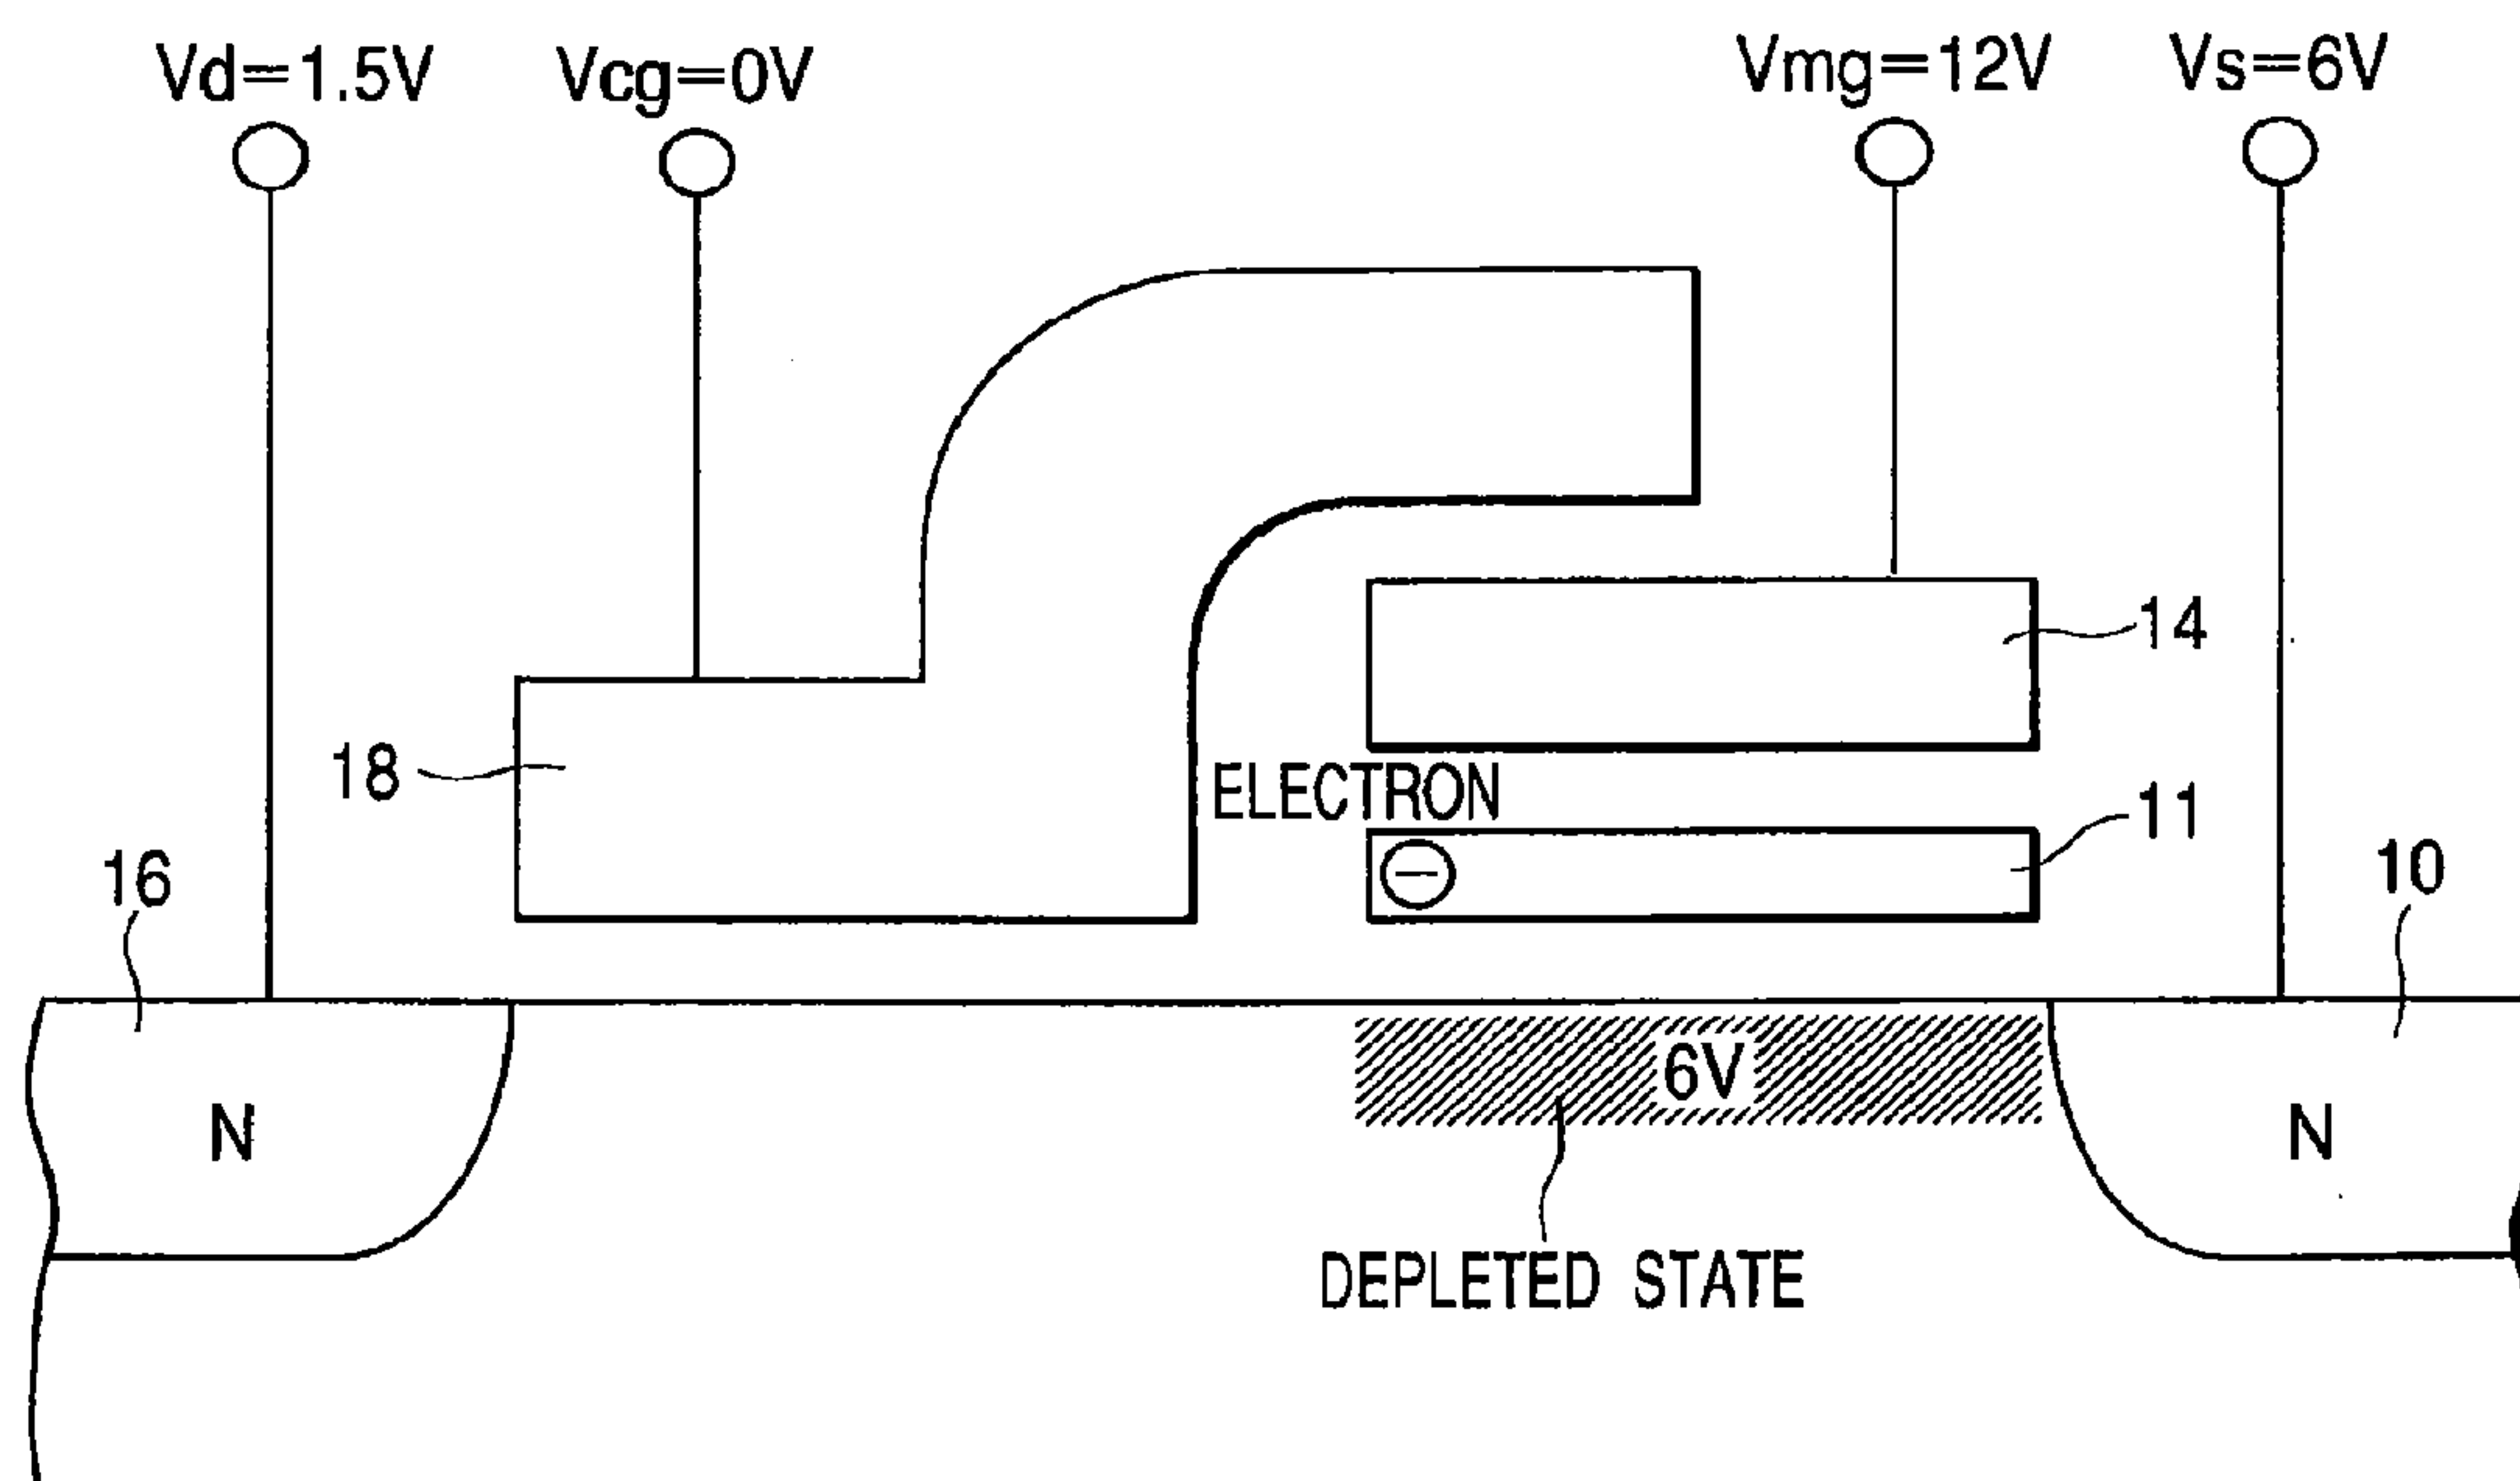 Vd=1.5V
Vcg=0V
Vmg=12V
Vs=6V
14
18
ELECTRON
11
16
10
6V
N
N
DEPLETED STATE